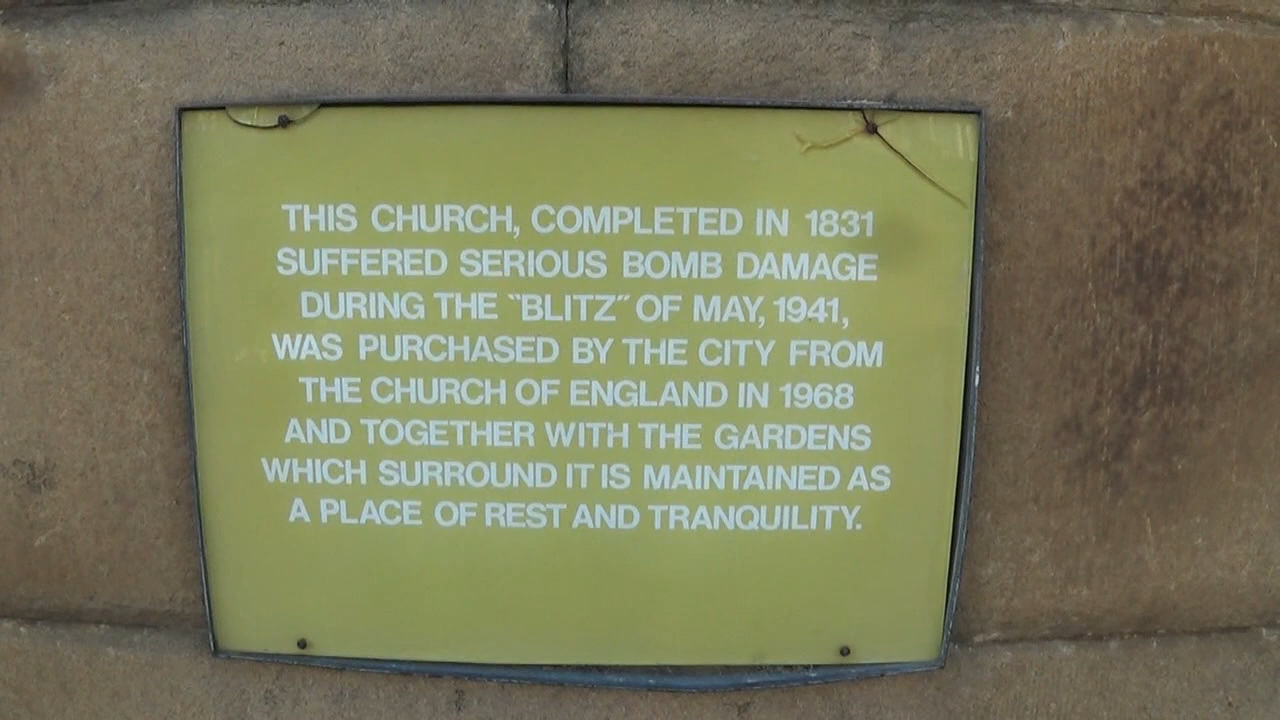 THIS CHURCH, COMPLETED IN 1831
SUFFERED SERIOUS BOMB DAMAGE
DURING THE "BLITZ" OF MAY, 1941,
WAS PURCHASED BY THE CITY FROM
THE CHURCH OF ENGLAND IN 1968
AND TOGETHER WITH THE GARDENS
WHICH SURROUND IT IS MAINTAINED AS
A PLACE OF REST AND TRANQUILITY.